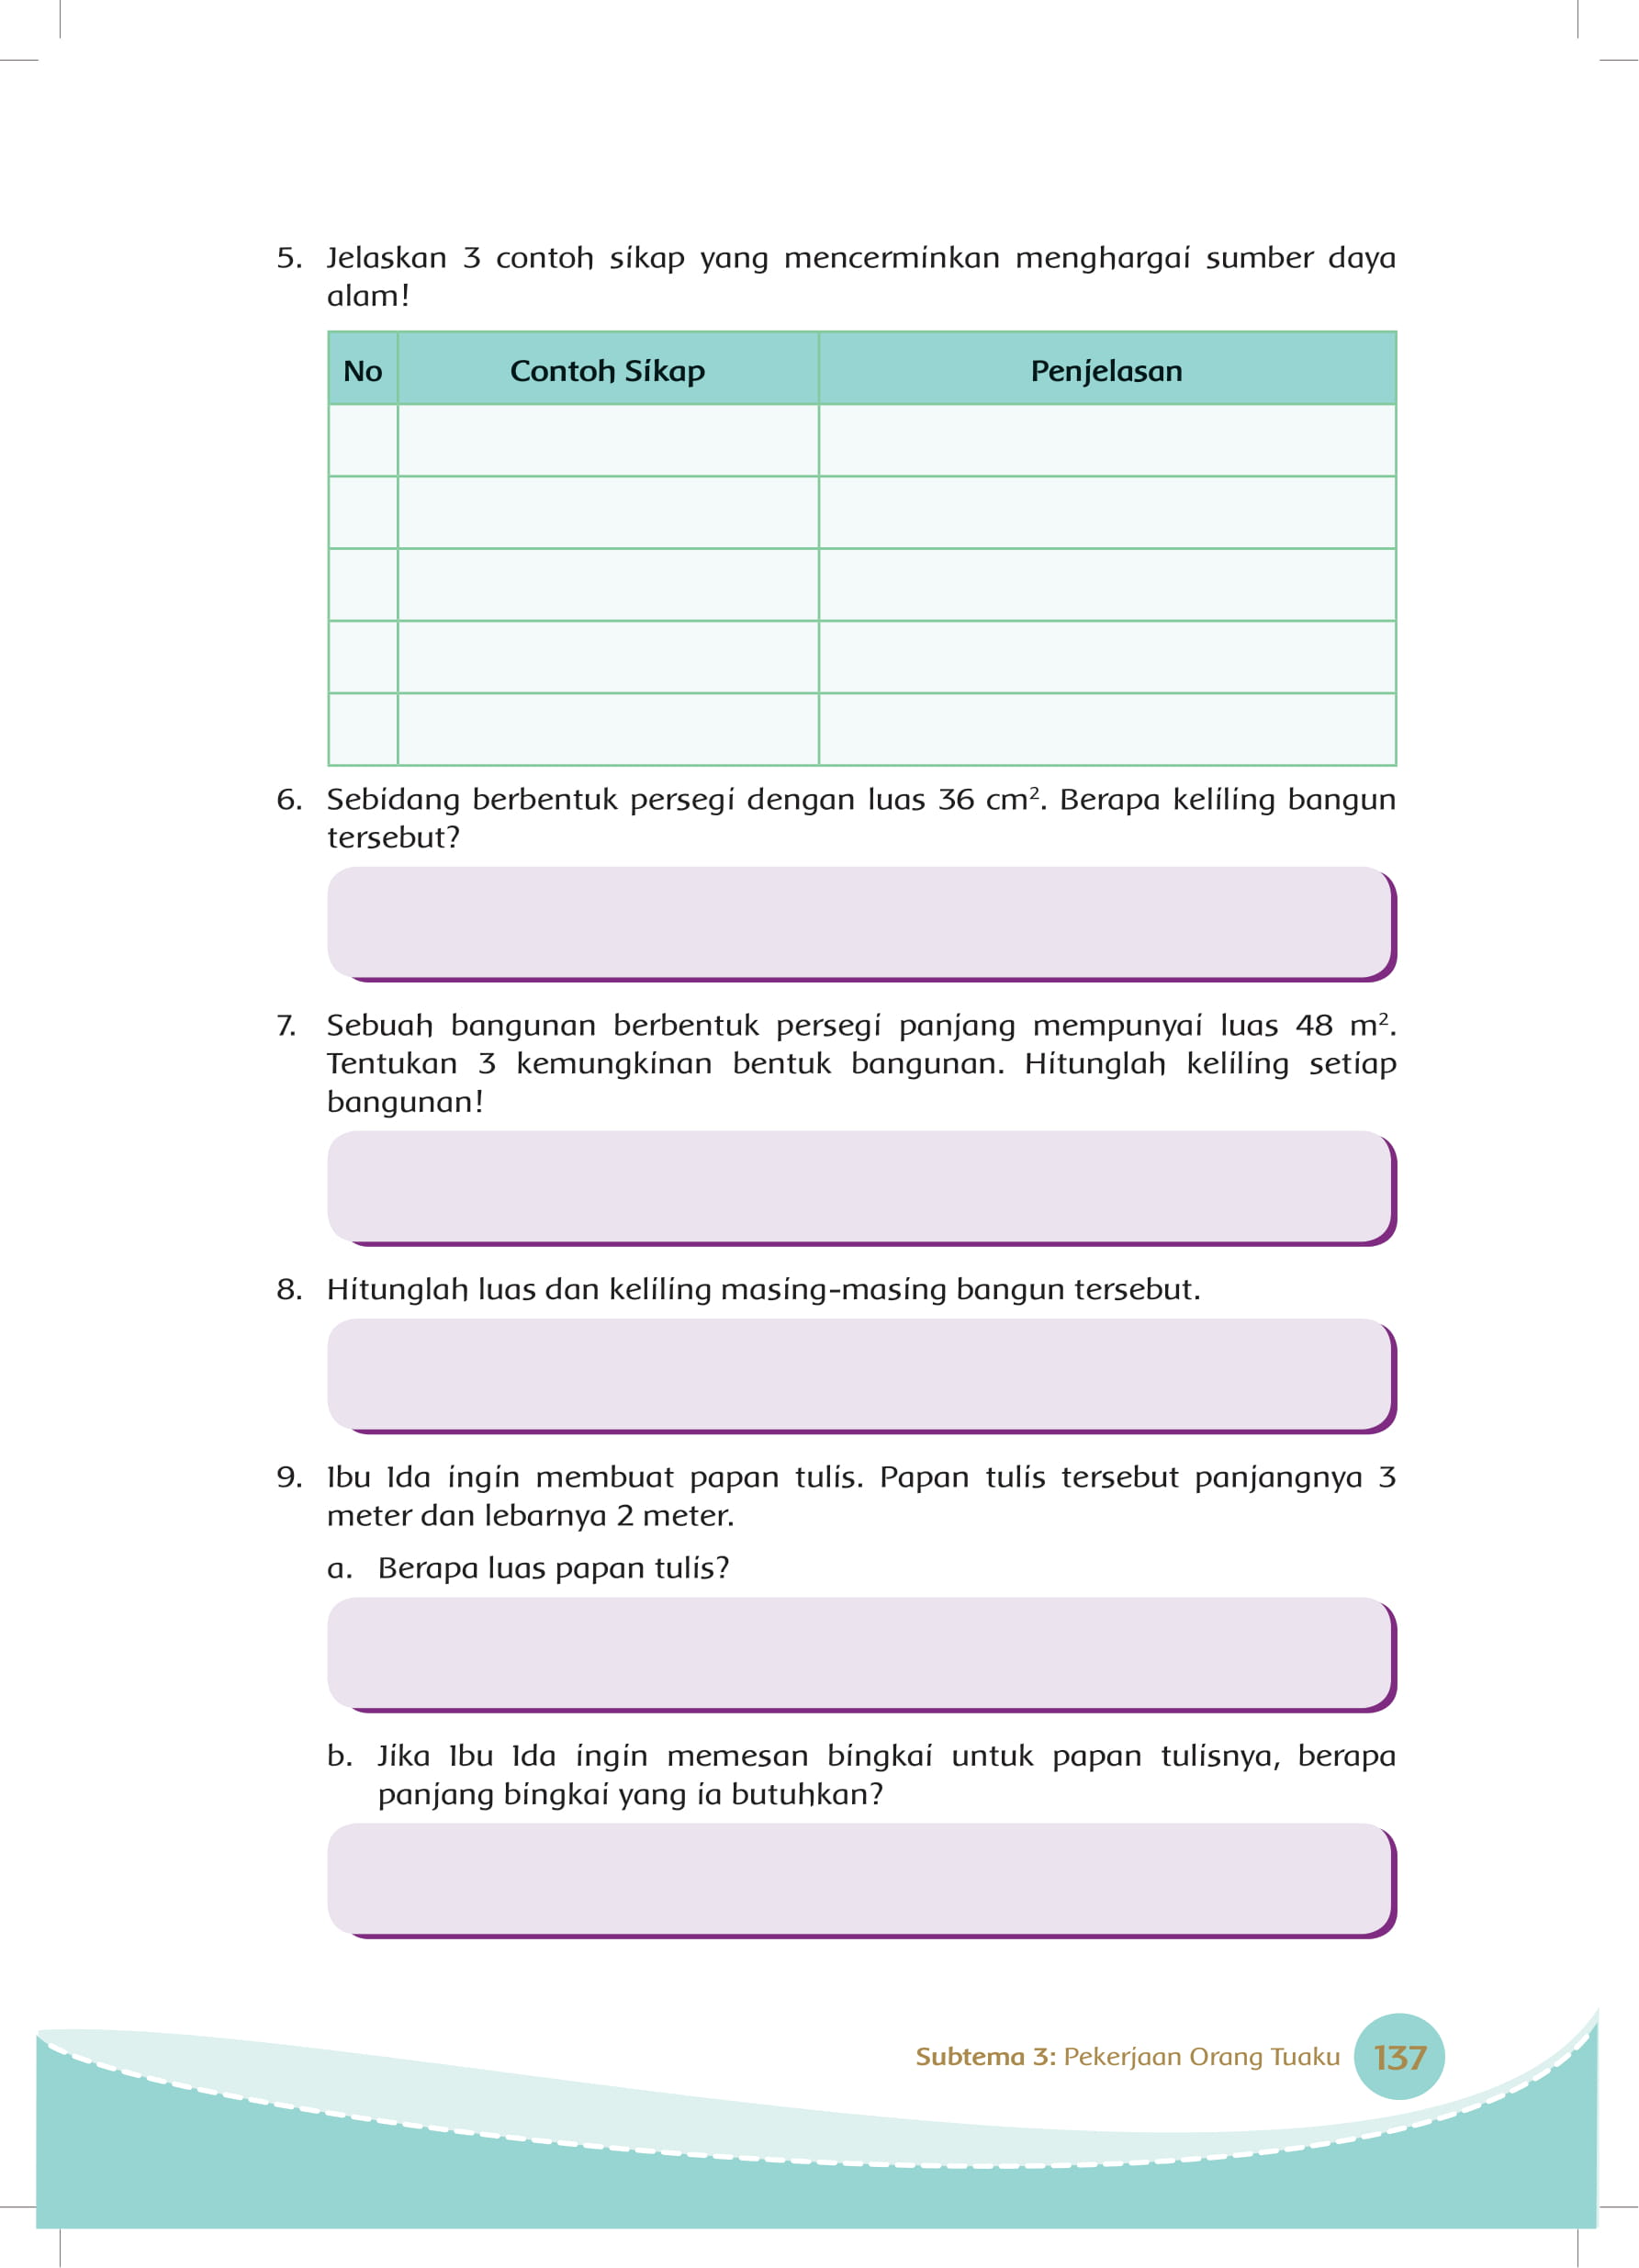 5. Jelaskan 3 contoh sikap yang mencerminkan menghargai sumber daya
alam!
No Contoh Sikap Penjelasan
6. Sebidang berbentuk persegi dengan luas 36 cm². Berapa keliling bangun
tersebut?
7. Sebuah bangunan berbentuk persegi panjang mempunyai luas 48 m².
Tentukan 3 kemungkinan bentuk bangunan. Hitunglah keliling setiap
bangunan!
8. Hitunglah luas dan keliling masing-masing bangun tersebut.
9. Ibu Ida ingin membuat papan tulis. Papan tulis tersebut panjangnya 3
meter dan lebarnya 2 meter.
a. Berapa luas papan tulis?
b. Jika Ibu Ida ingin memesan bingkai untuk papan tulisnya, berapa
panjang bingkai yang ia butuhkan?
Subtema 3: Pekerjaan Orang Tuaku 137